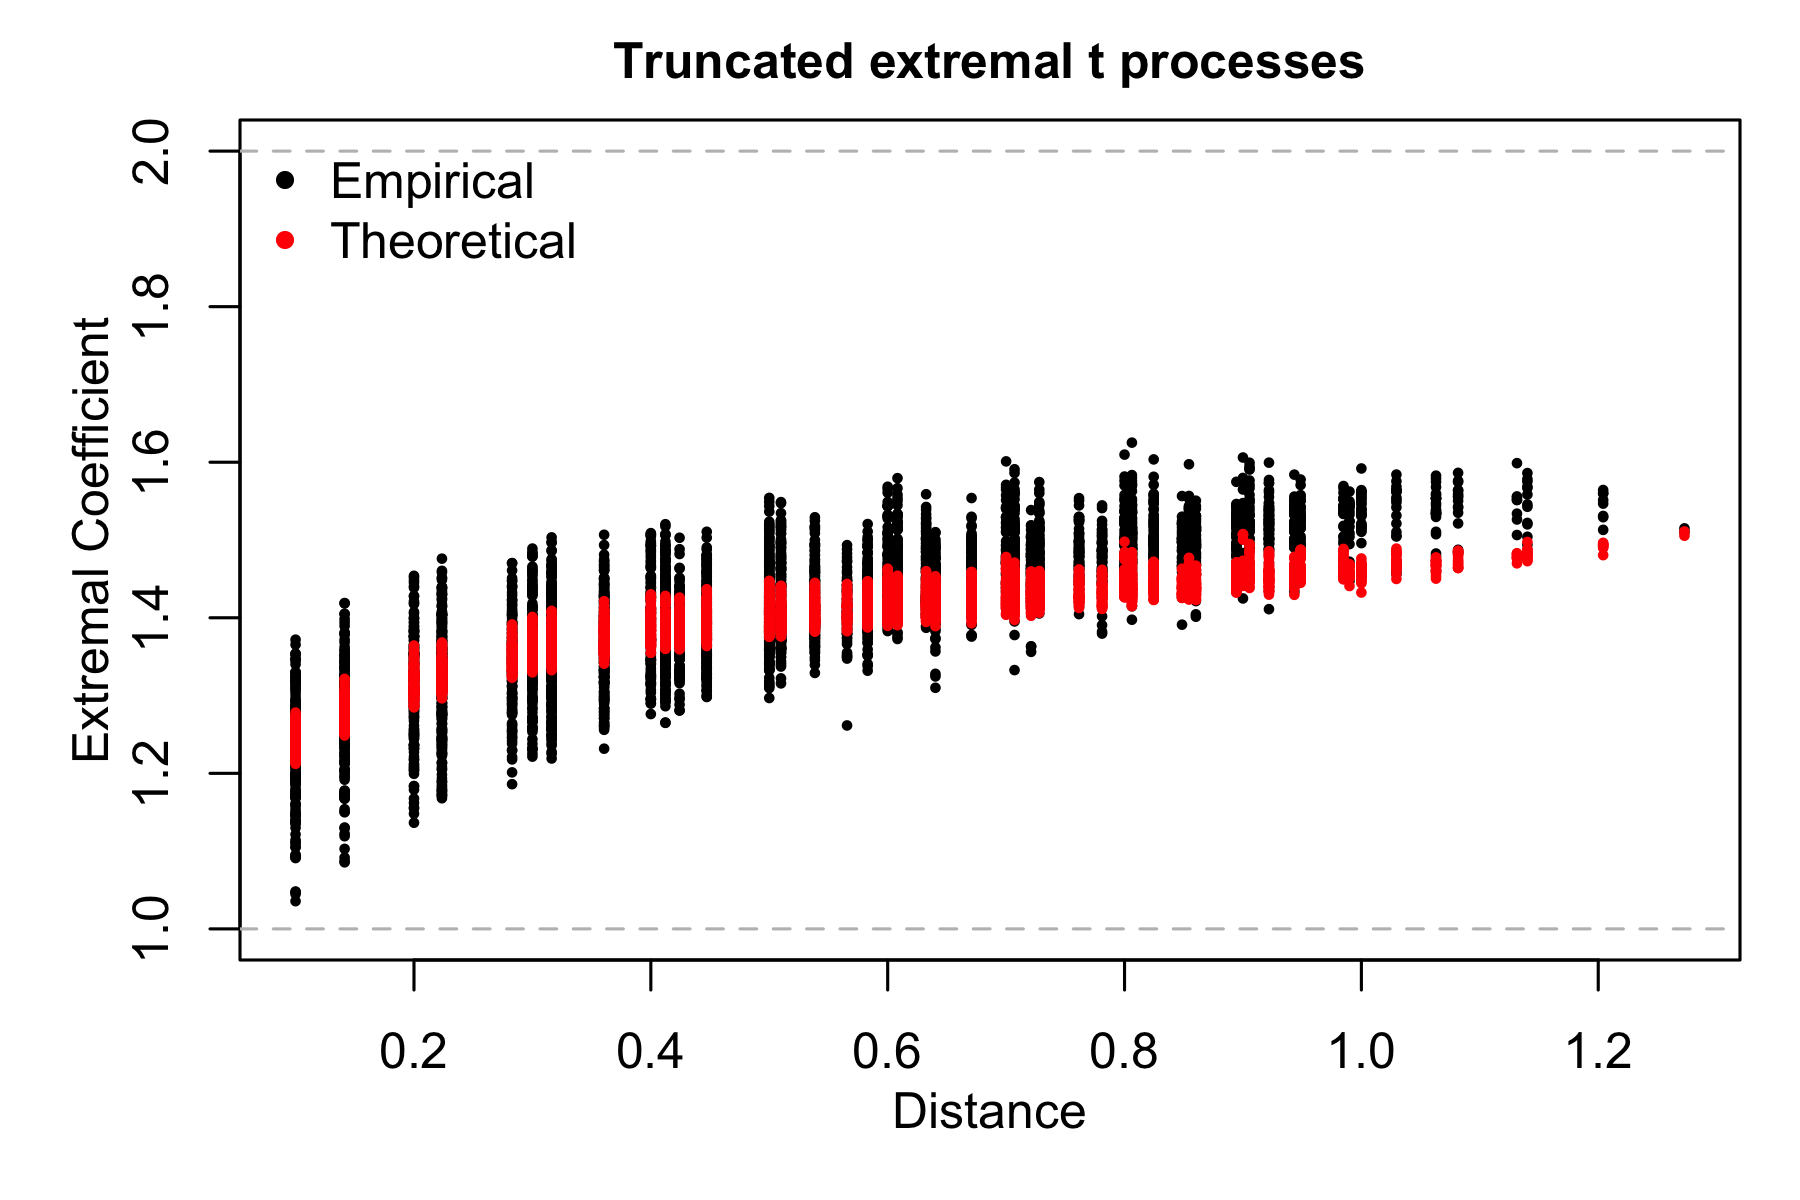 Truncated extremal t processes
Empirical
Theoretical
Extremal Coefficient
2.0
1.8
1.6
1.4
1.2
1.0
0.2 0.4 0.6 0.8 1.0 1.2
Distance